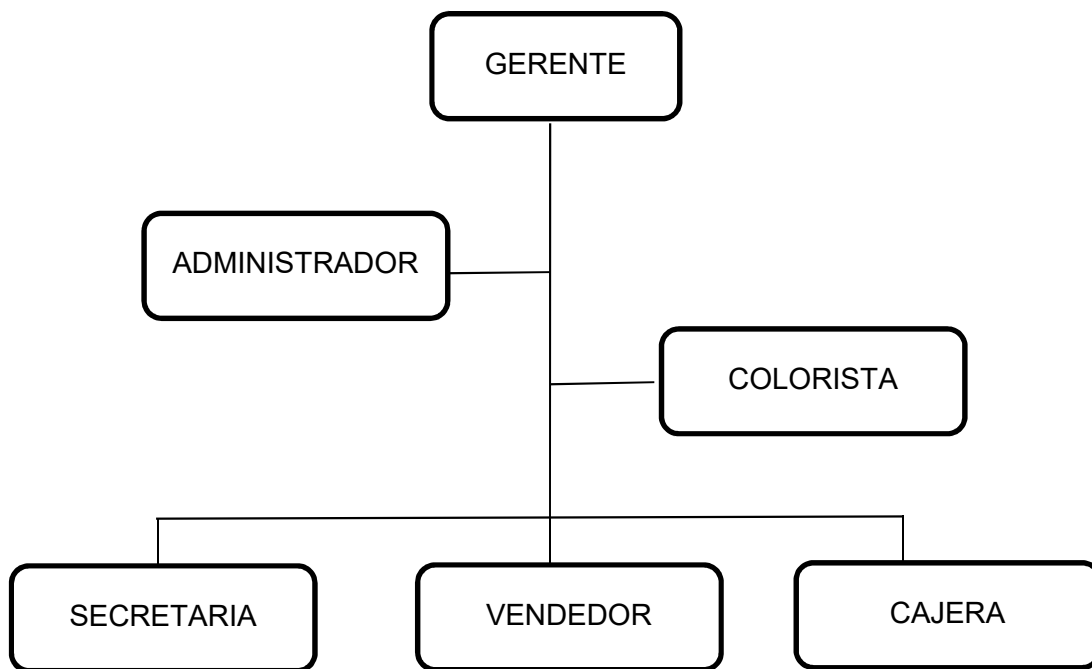 GERENTE
ADMINISTRADOR
COLORISTA
SECRETARIA
VENDEDOR
CAJERA